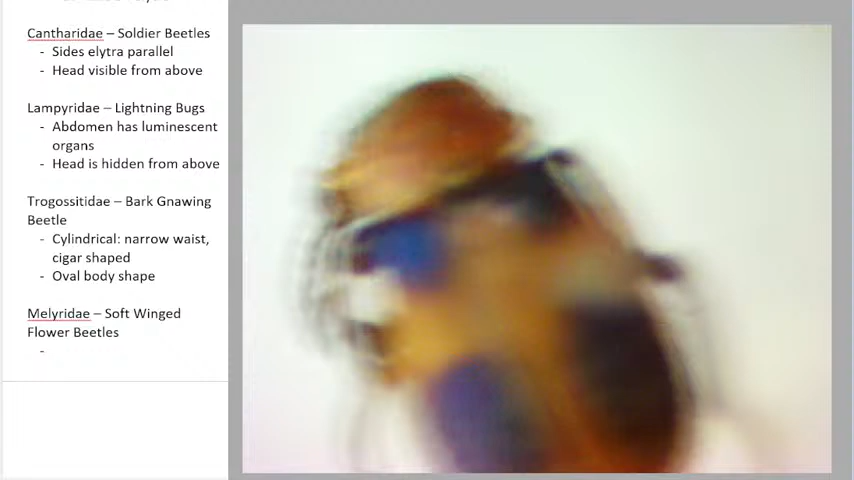 Cantharidae – Soldier Beetles
- Sides elytra parallel
- Head visible from above
Lampyridae – Lightning Bugs
- Abdomen has luminescent
organs
- Head is hidden from above
Trogossitidae – Bark Gnawing
Beetle
- Cylindrical: narrow waist,
cigar shaped
- Oval body shape
Melyridae – Soft Winged
Flower Beetles
-